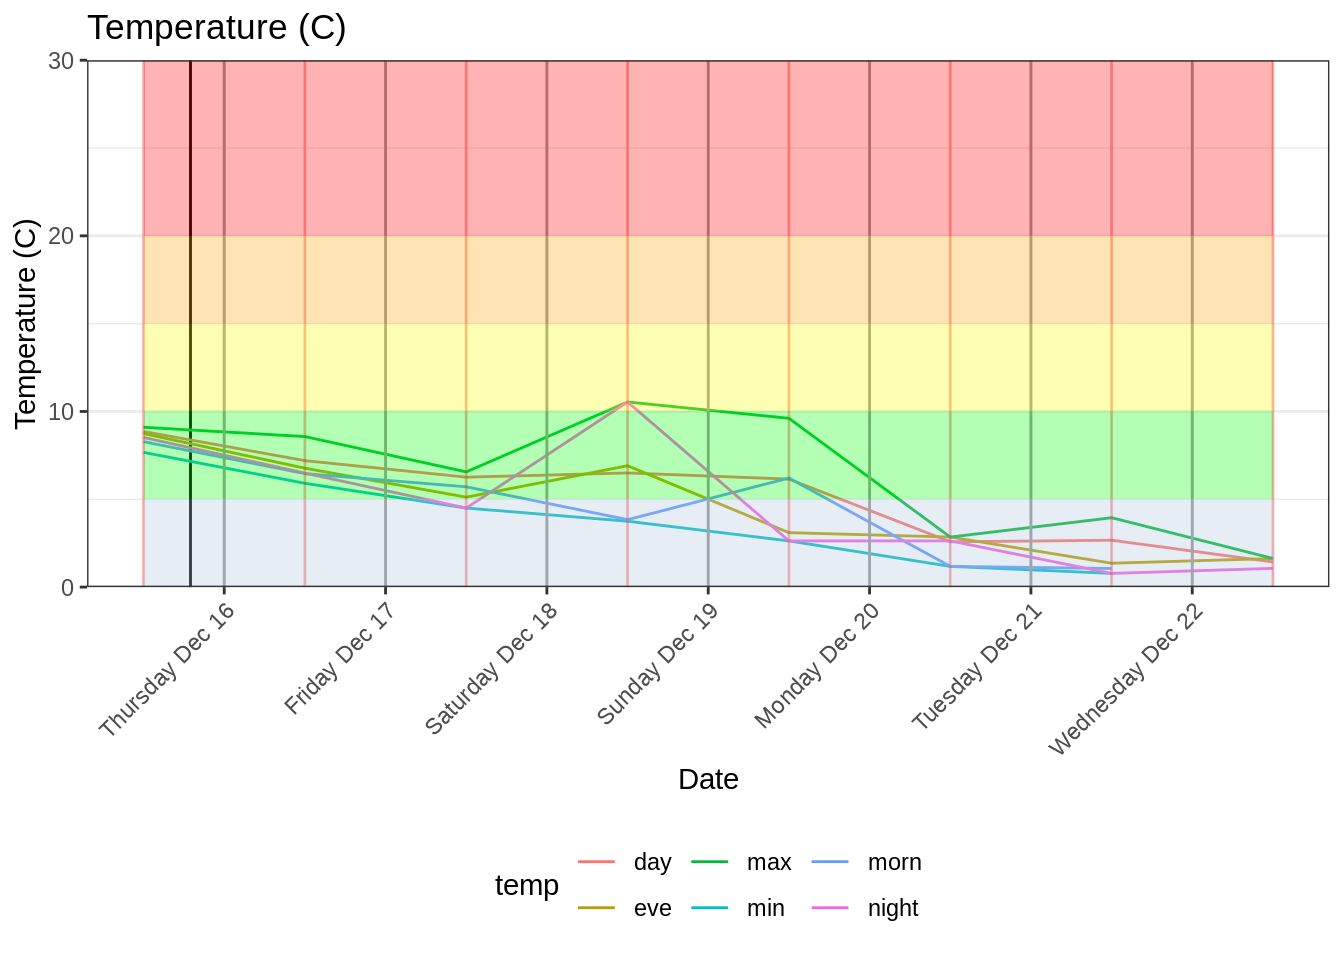 Temperature (C)
30
20
10
0
Temperature (C)
Thursday Dec 16
Friday Dec 17
Saturday Dec 18
Sunday Dec 19
Monday Dec 20
Tuesday Dec 21
Wednesday Dec 22
Date
temp
day
max
morn
eve
min
night